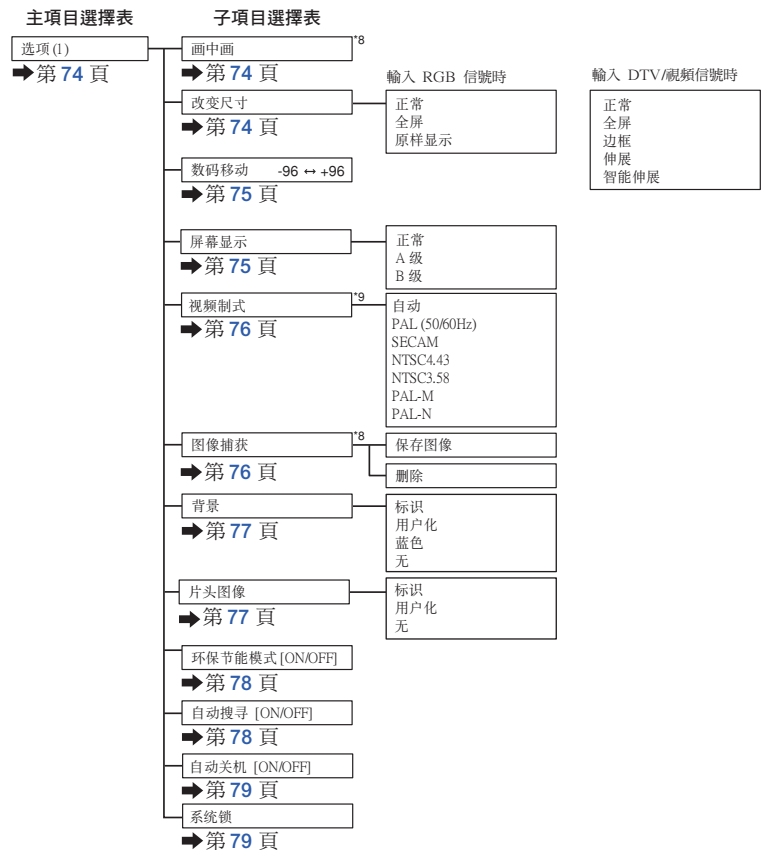 主項目選擇表
子項目選擇表
选项(1)
➡第 74 頁
画中画
*8
➡第 74 頁
輸入 RGB 信號時
輸入 DTV/視頻信號時
改变尺寸
➡第 74 頁
正常
全屏
原样显示
正常
全屏
边框
伸展
智能伸展
数码移动 -96 ↔ +96
➡第 75 頁
屏幕显示
➡第 75 頁
正常
A 级
B 级
视频制式
*9
➡第 76 頁
自动
PAL (50/60Hz)
SECAM
NTSC4.43
NTSC3.58
PAL-M
PAL-N
图像捕获
*8
➡第 76 頁
保存图像
删除
背景
➡第 77 頁
标识
用户化
蓝色
无
片头图像
➡第 77 頁
标识
用户化
无
环保节能模式 [ON/OFF]
➡第 78 頁
自动搜寻 [ON/OFF]
➡第 78 頁
自动关机 [ON/OFF]
➡第 79 頁
系统锁
➡第 79 頁